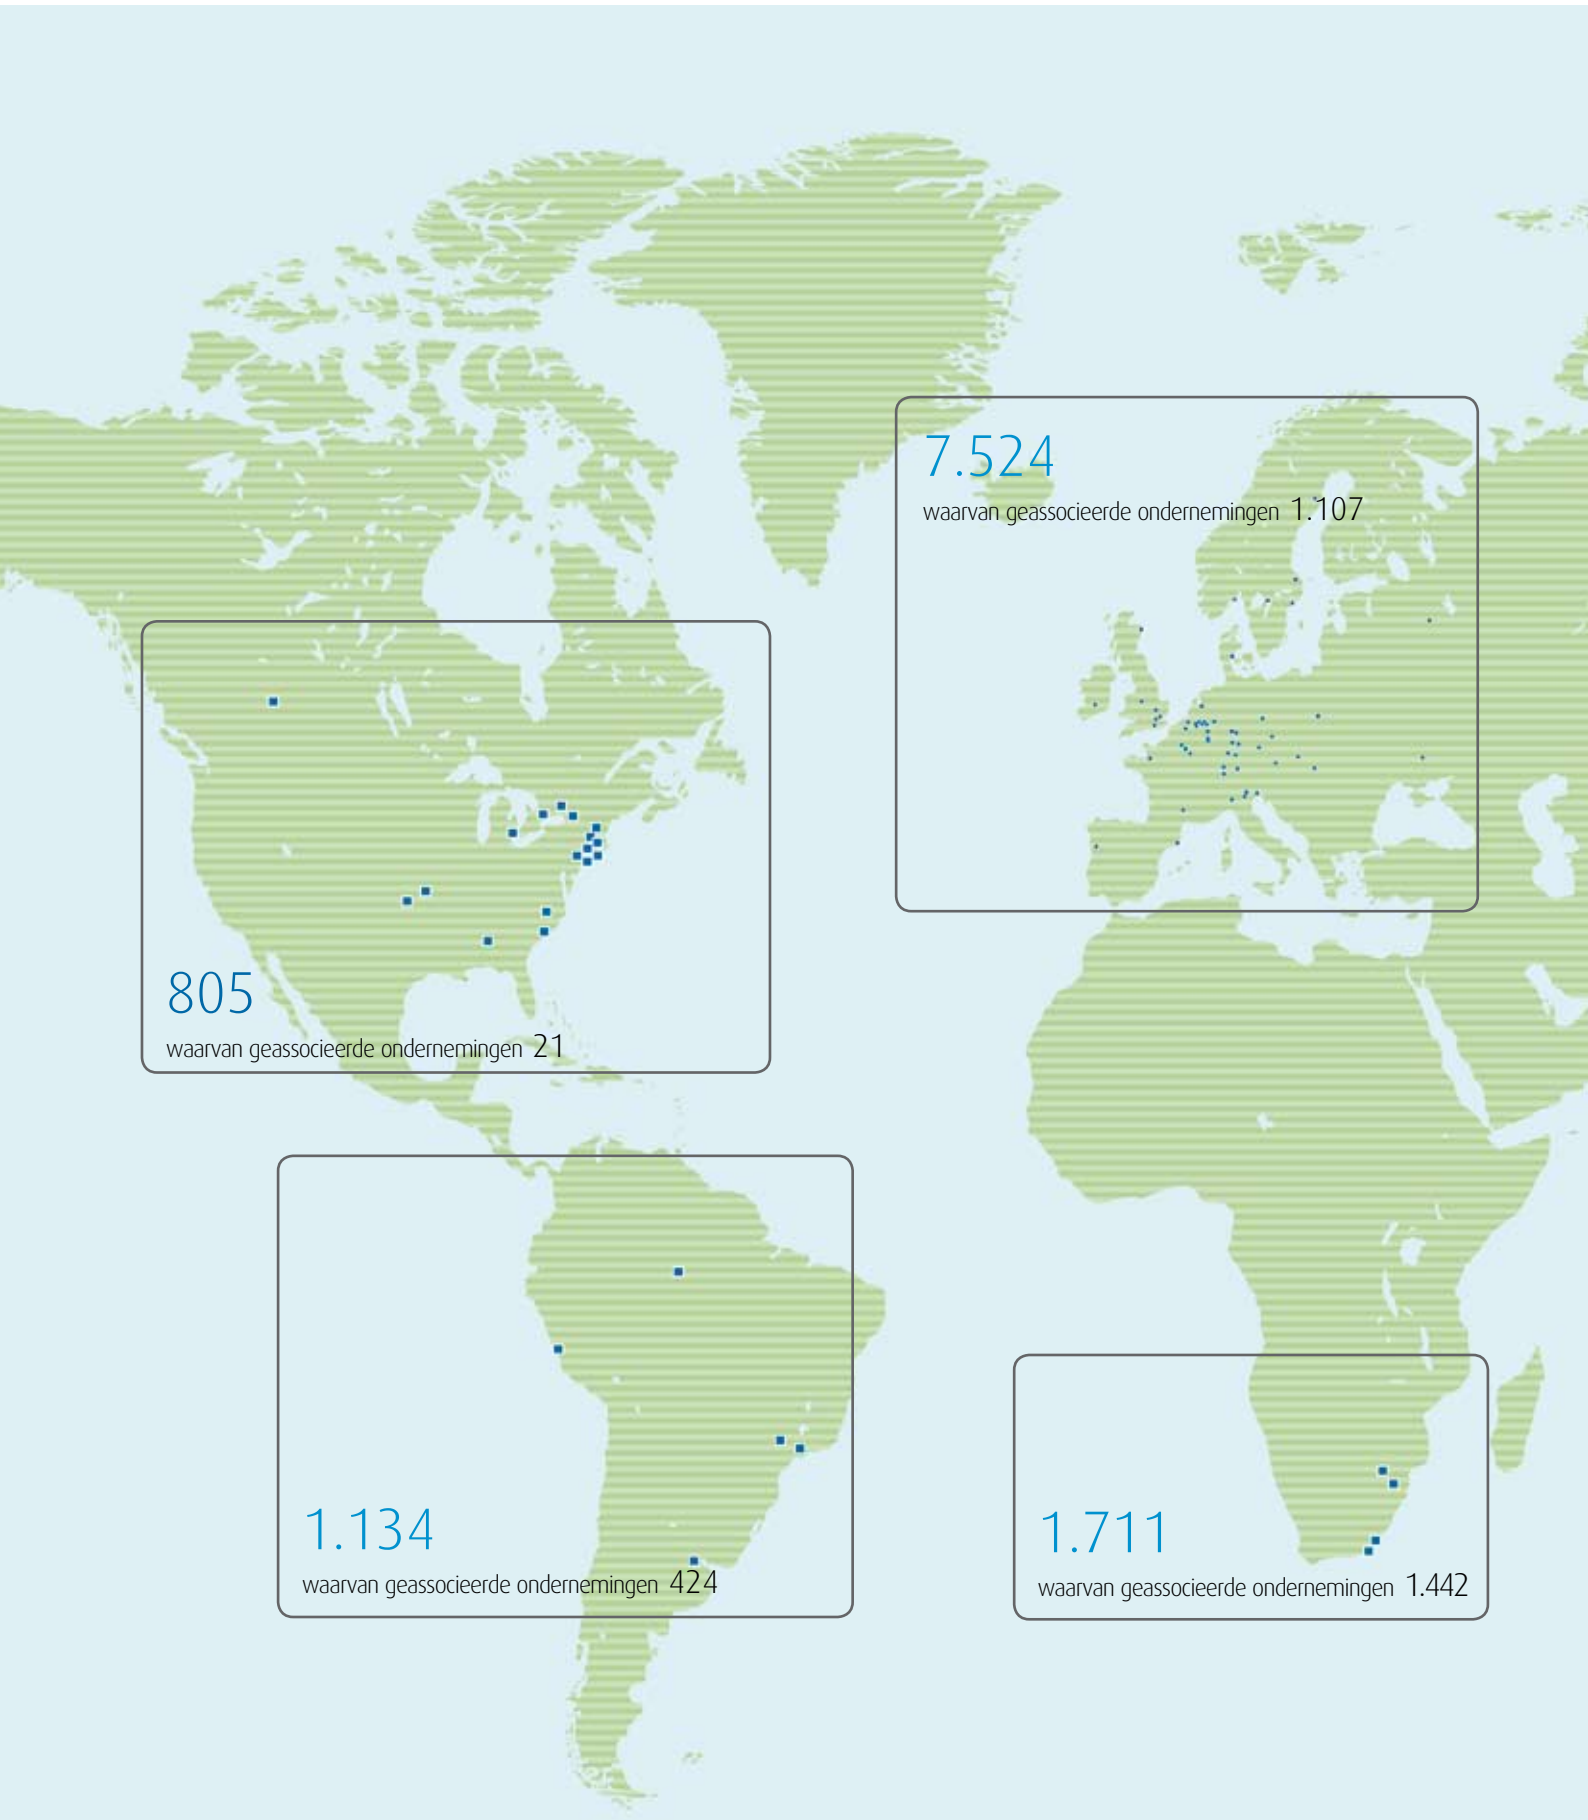 7.524
waarvan geassocieerde ondernemingen 1.107
805
waarvan geassocieerde ondernemingen 21
1.134
waarvan geassocieerde ondernemingen 424
1.711
waarvan geassocieerde ondernemingen 1.442